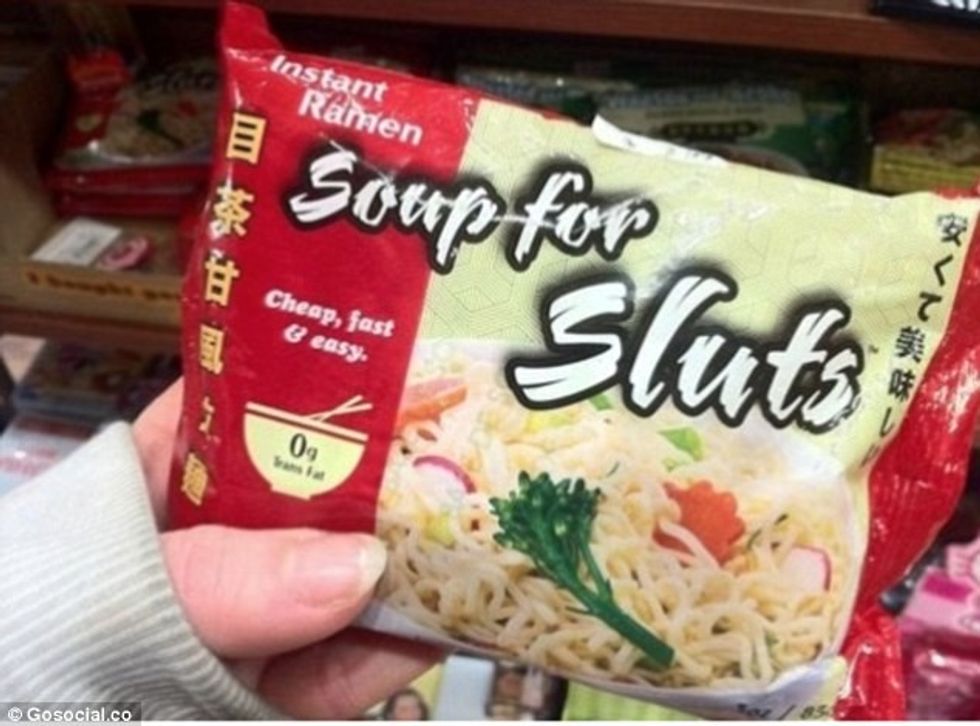 Instant
Ramen
Soup for
Sluts
Cheap, fast
& easy.
0g
Trans Fat
目茶甘風
麺
安くて美味し
© Gosocial.co